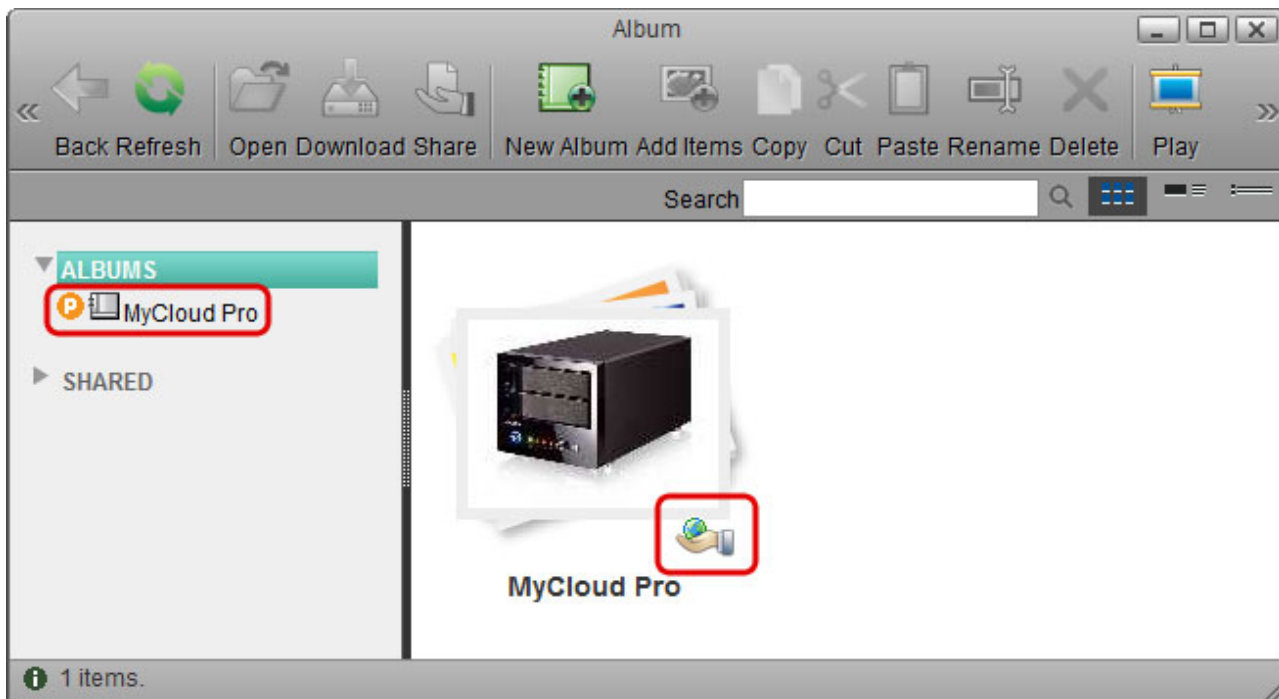 Album
Back Refresh Open Download Share New Album Add Items Copy Cut Paste Rename Delete Play
Search
ALBUMS
P MyCloud Pro
SHARED
MyCloud Pro
1 items.